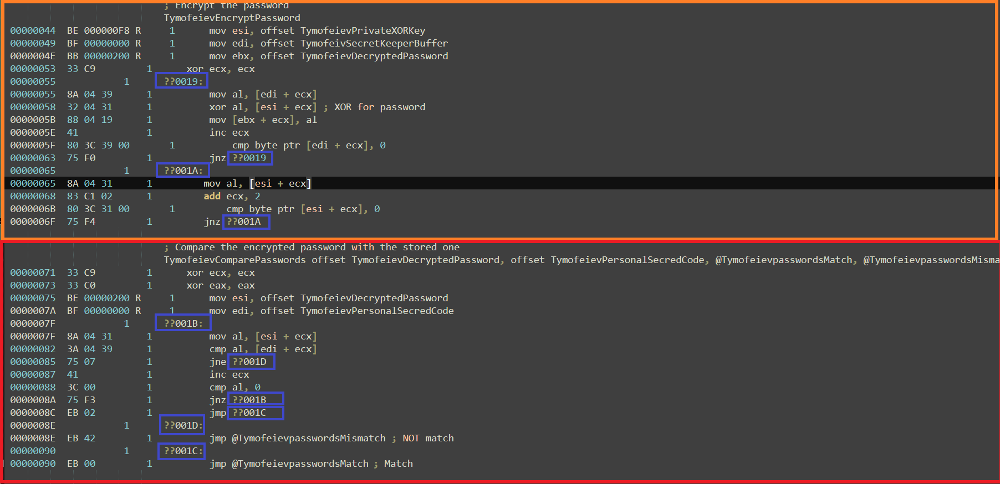 ; Encrypt the password
TymofeievEncryptPassword
00000044 BE 000000F8 R 1 mov esi, offset TymofeievPrivateXORKey
00000049 BF 00000000 R 1 mov edi, offset TymofeivSecretKeeperBuffer
0000004E BB 00000200 R 1 mov ebx, offset TymofeievDecryptedPassword
00000053 33 C9 1 xor ecx, ecx
00000055 1 ??0019:
00000055 8A 04 39 1 mov al, [edi + ecx]
00000058 32 04 31 1 xor al, [esi + ecx] ; XOR for password
0000005B 88 04 19 1 mov [ebx + ecx], al
0000005E 41 1 inc ecx
0000005F 80 3C 39 00 1 cmp byte ptr [edi + ecx], 0
00000063 75 F0 1 jnz ??0019
00000065 1 ??001A:
00000065 8A 04 31 1 mov al, [esi + ecx]
00000068 83 C1 02 1 add ecx, 2
0000006B 80 3C 31 00 1 cmp byte ptr [esi + ecx], 0
0000006F 75 F4 1 jnz ??001A
; Compare the encrypted password with the stored one
TymofeievComparePasswords offset TymofeievDecryptedPassword, offset TymofeievPersonalSecredCode, @TymofeievpasswordsMatch, @TymofeievpasswordsMisma
00000071 33 C9 1 xor ecx, ecx
00000073 33 C0 1 xor eax, eax
00000075 BE 00000200 R 1 mov esi, offset TymofeievDecryptedPassword
0000007A BF 00000000 R 1 mov edi, offset TymofeievPersonalSecredCode
0000007F 1 ??001B:
0000007F 8A 04 31 1 mov al, [esi + ecx]
00000082 3A 04 39 1 cmp al, [edi + ecx]
00000085 75 07 1 jne ??001D
00000087 41 1 inc ecx
00000088 3C 00 1 cmp al, 0
0000008A 75 F3 1 jnz ??001B
0000008C EB 02 1 jmp ??001C
0000008E 1 ??001D:
0000008E EB 42 1 jmp @TymofeievpasswordsMismatch ; NOT match
00000090 1 ??001C:
00000090 EB 00 1 jmp @TymofeievpasswordsMatch ; Match